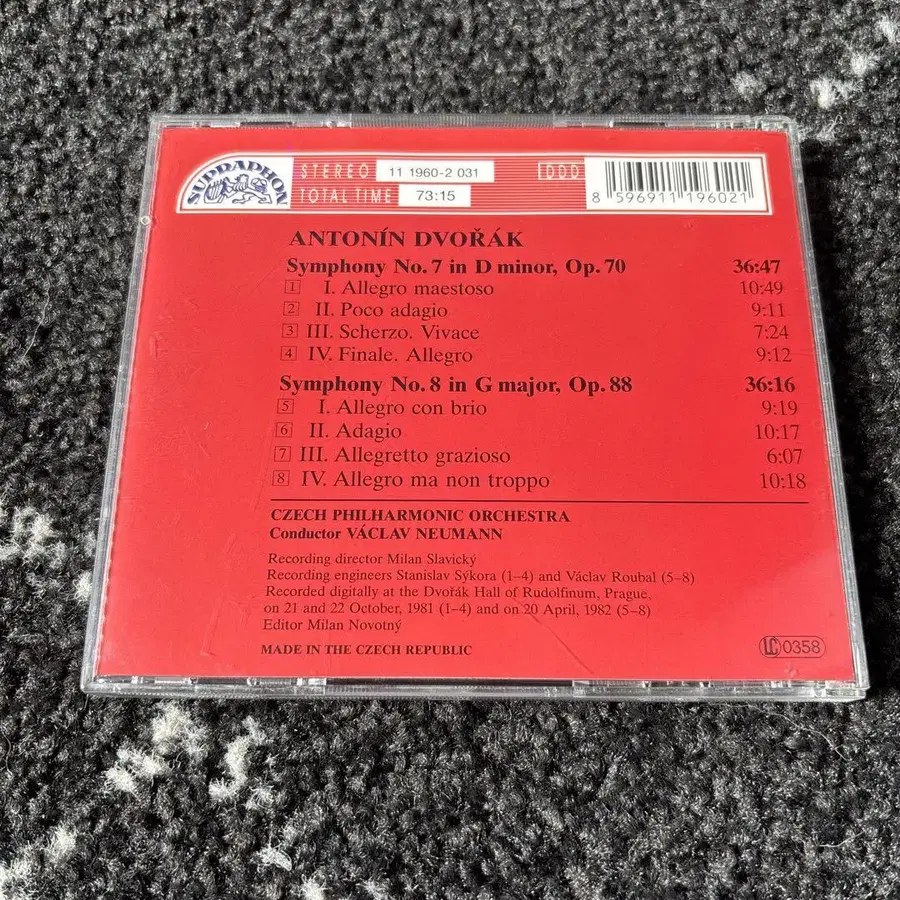 SUPRAPHON
STEREO 11 1960-2 031 DDD
TOTAL TIME 73:15
8 596911 196021
ANTONÍN DVOŘÁK
Symphony No. 7 in D minor, Op. 70 36:47
1 I. Allegro maestoso 10:49
2 II. Poco adagio 9:11
3 III. Scherzo. Vivace 7:24
4 IV. Finale. Allegro 9:12
Symphony No. 8 in G major, Op. 88 36:16
5 I. Allegro con brio 9:19
6 II. Adagio 10:17
7 III. Allegretto grazioso 6:07
8 IV. Allegro ma non troppo 10:18
CZECH PHILHARMONIC ORCHESTRA
Conductor VÁCLAV NEUMANN
Recording director Milan Slavický
Recording engineers Stanislav Sýkora (1–4) and Václav Roubal (5–8)
Recorded digitally at the Dvořák Hall of Rudolfinum, Prague,
on 21 and 22 October, 1981 (1–4) and on 20 April, 1982 (5–8)
Editor Milan Novotný
MADE IN THE CZECH REPUBLIC
LC 0358